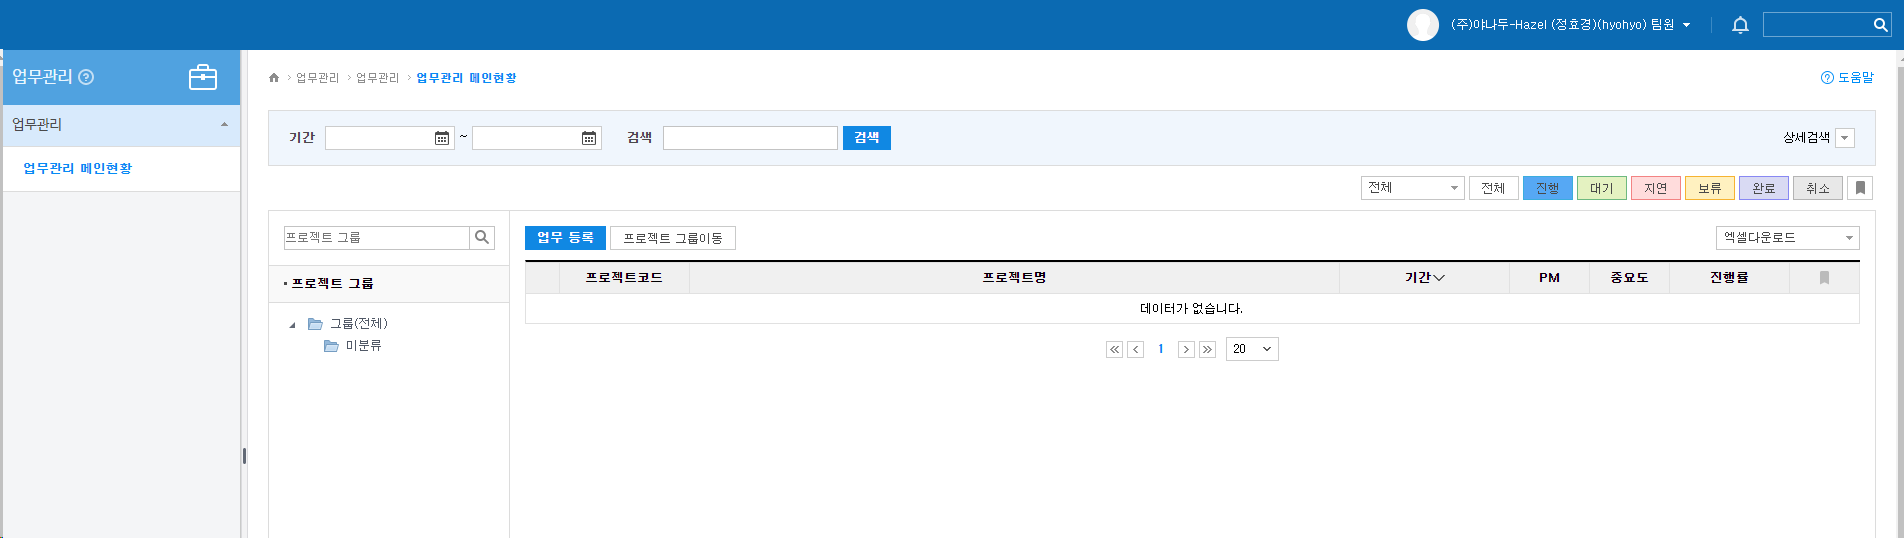 (주)야나두-Hazel (정효경)(hyohyo) 팀원
업무관리
업무관리 > 업무관리 > 업무관리 메인현황
도움말
업무관리
업무관리 메인현황
기간 ~ 검색 검색 상세검색
전체 전체 진행 대기 지연 보류 완료 취소
프로젝트 그룹
업무 등록 프로젝트 그룹이동 엑셀다운로드
프로젝트 그룹
프로젝트코드 프로젝트명 기간 PM 중요도 진행률
데이터가 없습니다.
그룹(전체)
미분류
1 20